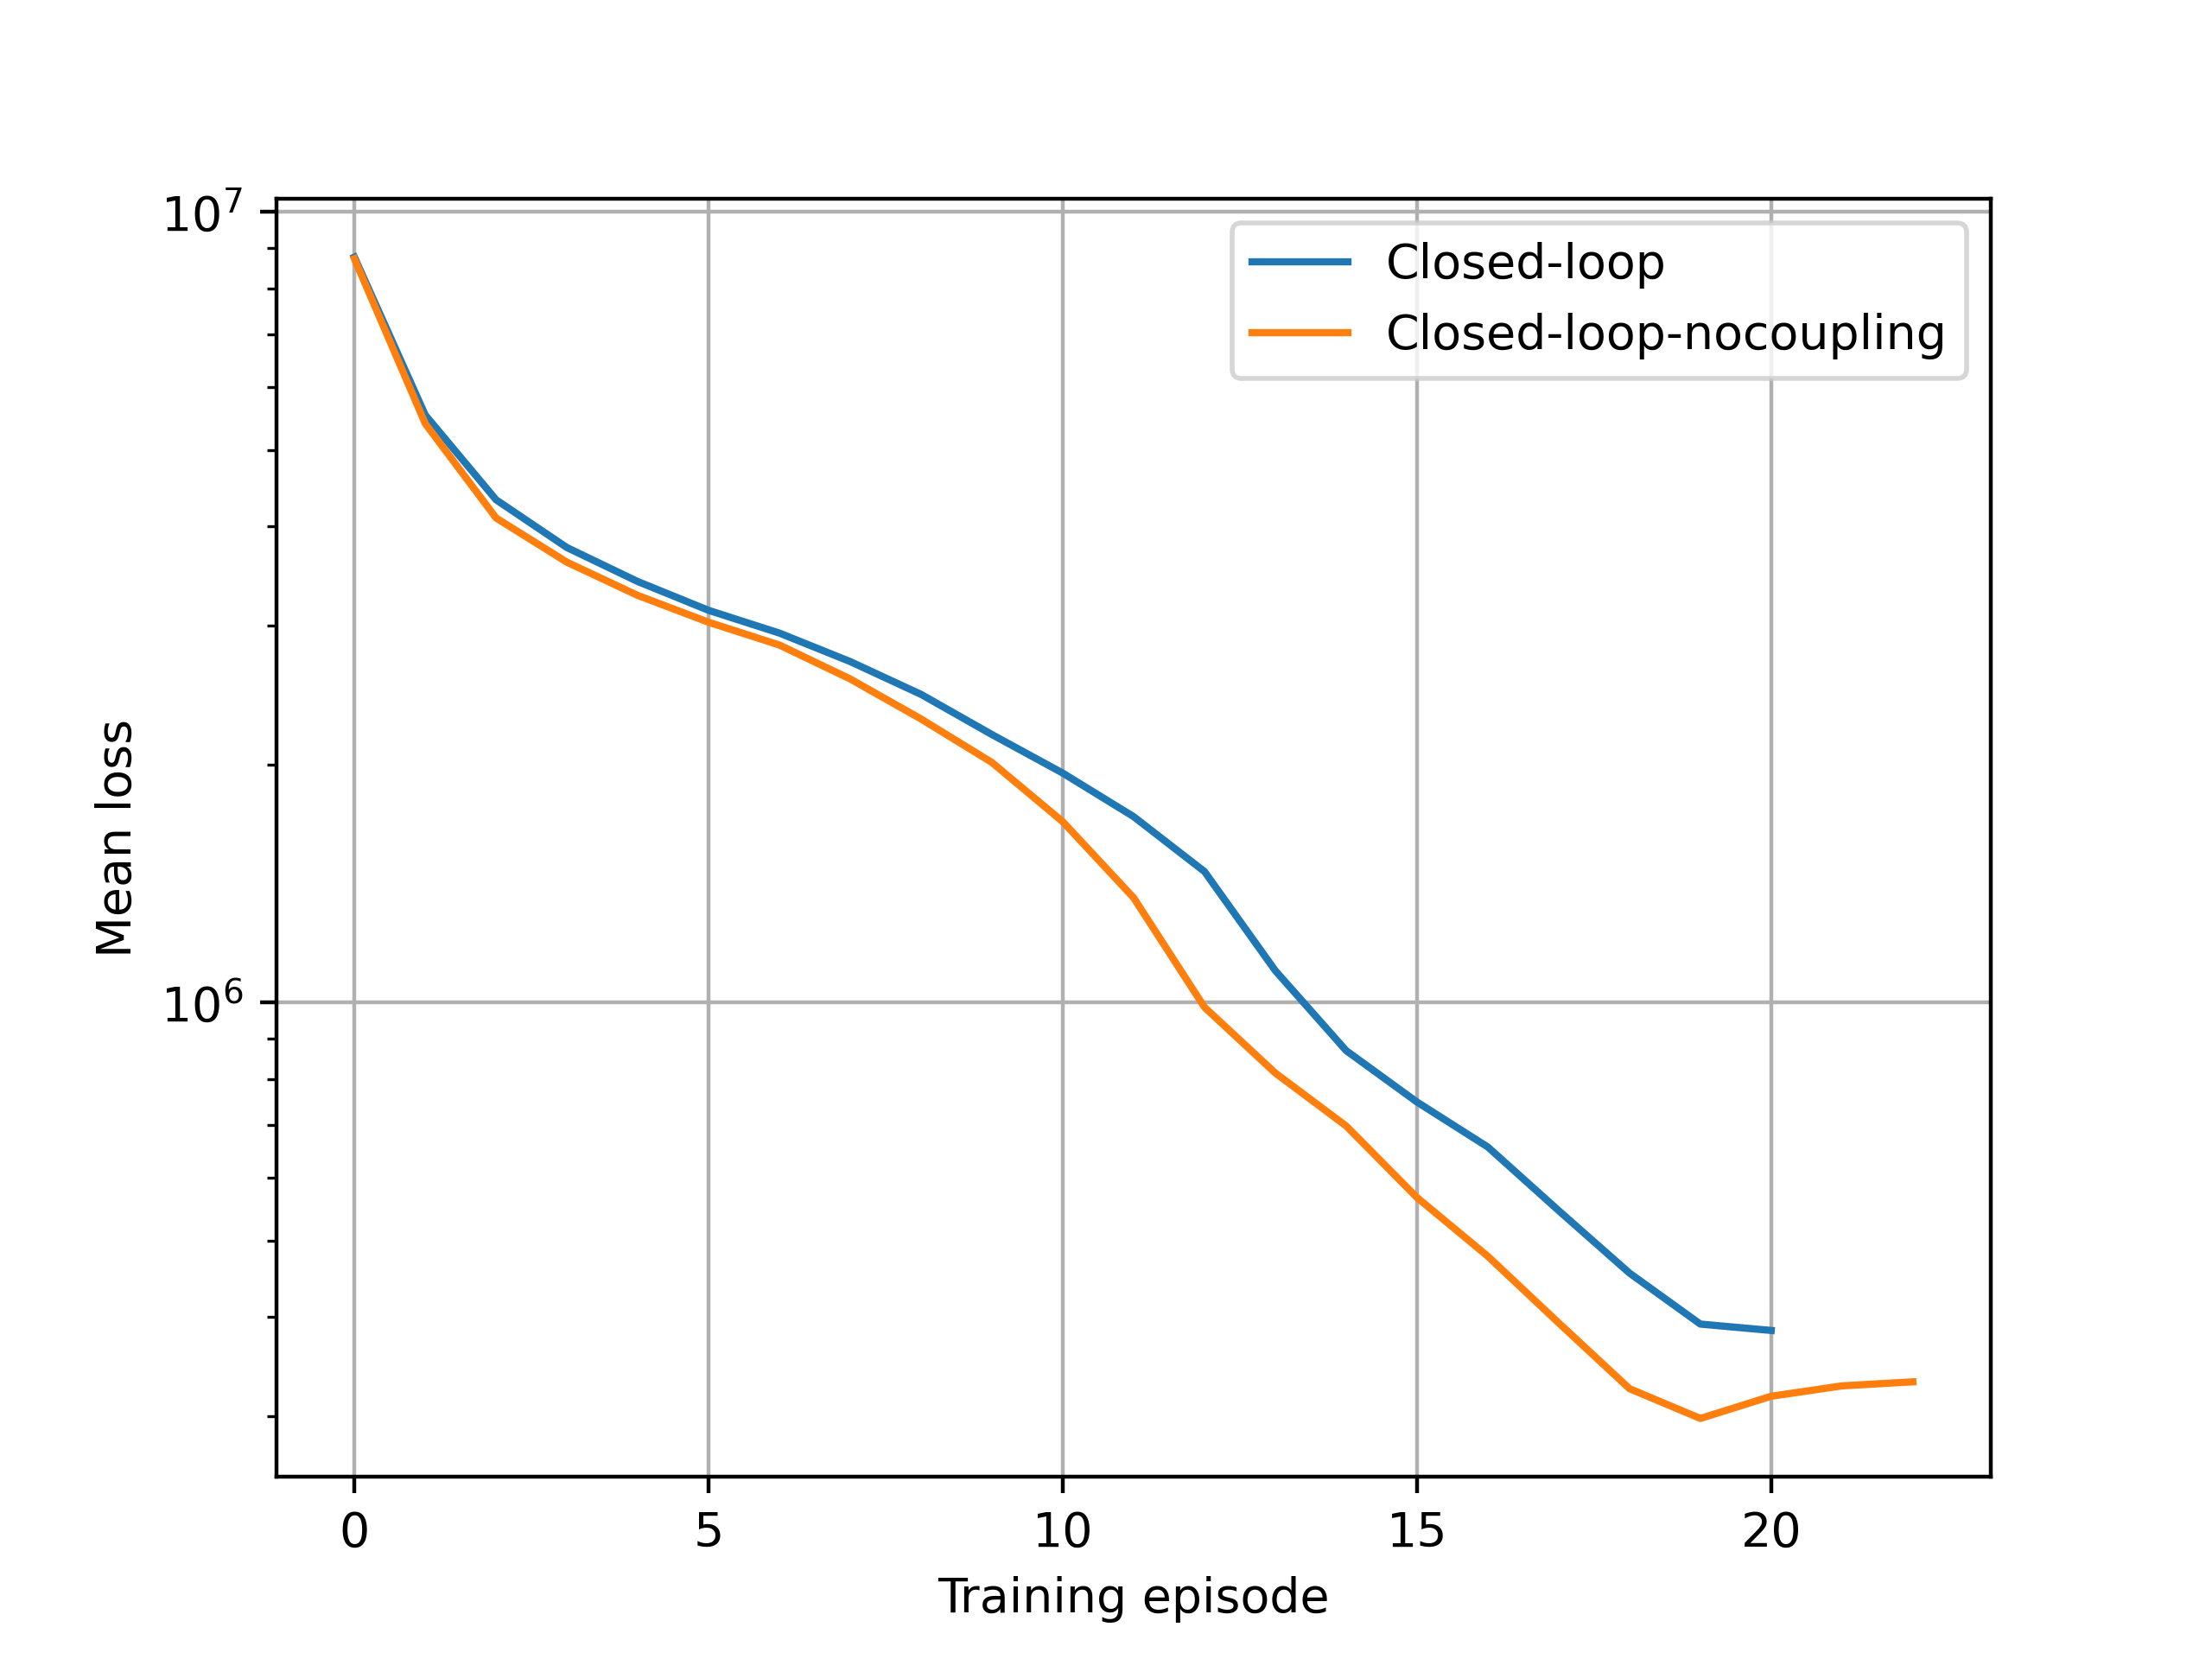 10⁷
Closed-loop
Closed-loop-nocoupling
Mean loss
10⁶
0 5 10 15 20
Training episode